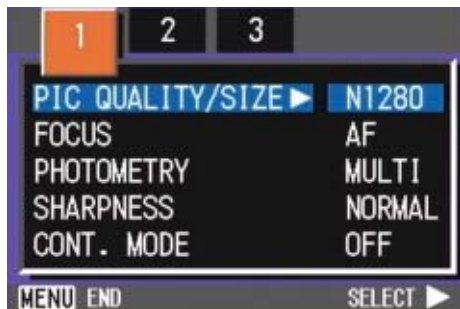 1 2 3
PIC QUALITY/SIZE▶ N1280
FOCUS AF
PHOTOMETRY MULTI
SHARPNESS NORMAL
CONT. MODE OFF
MENU END SELECT ▶